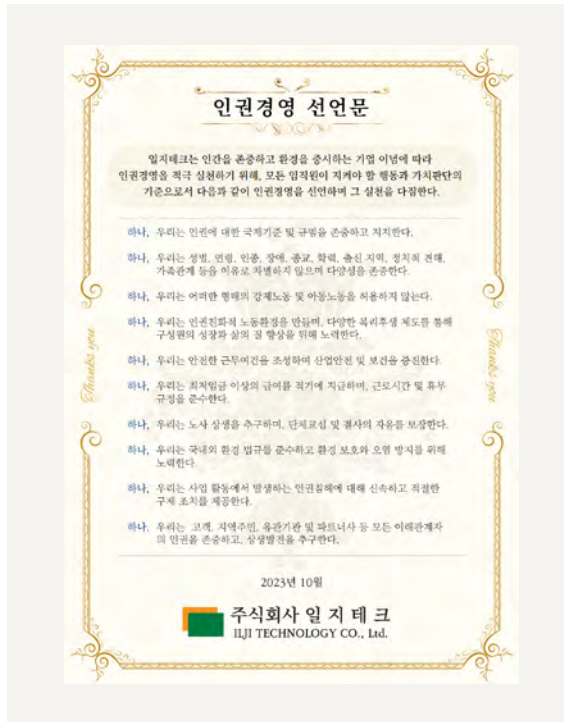 인권경영 선언문
일지테크는 인간을 존중하고 환경을 중시하는 기업 이념에 따라
인권경영을 적극 실천하기 위해, 모든 임직원이 지켜야 할 행동과 가치판단의
기준으로서 다음과 같이 인권경영을 선언하며 그 실천을 다짐한다.
하나, 우리는 인권에 대한 국제기준 및 규범을 존중하고 지지한다.
하나, 우리는 성별, 연령, 인종, 장애, 종교, 학력, 출신 지역, 정치적 견해,
가족관계 등을 이유로 차별하지 않으며 다양성을 존중한다.
하나, 우리는 어떠한 형태의 강제노동 및 아동노동을 허용하지 않는다.
하나, 우리는 인권친화적 노동환경을 만들며, 다양한 복리후생 제도를 통해
구성원의 성장과 삶의 질 향상을 위해 노력한다.
하나, 우리는 안전한 근무여건을 조성하여 산업안전 및 보건을 증진한다.
하나, 우리는 최저임금 이상의 급여를 적기에 지급하며, 근로시간 및 휴무
규정을 준수한다.
하나, 우리는 노사 상생을 추구하며, 단체교섭 및 결사의 자유를 보장한다.
하나, 우리는 국내외 환경 법규를 준수하고 환경 보호와 오염 방지를 위해
노력한다.
하나, 우리는 사업 활동에서 발생하는 인권침해에 대해 신속하고 적절한
구제 조치를 제공한다.
하나, 우리는 고객, 지역주민, 유관기관 및 파트너사 등 모든 이해관계자
의 인권을 존중하고, 상생발전을 추구한다.
Thanks you
Thanks you
2023년 10월
주식회사 일 지 테 크
ILJI TECHNOLOGY CO., Ltd.